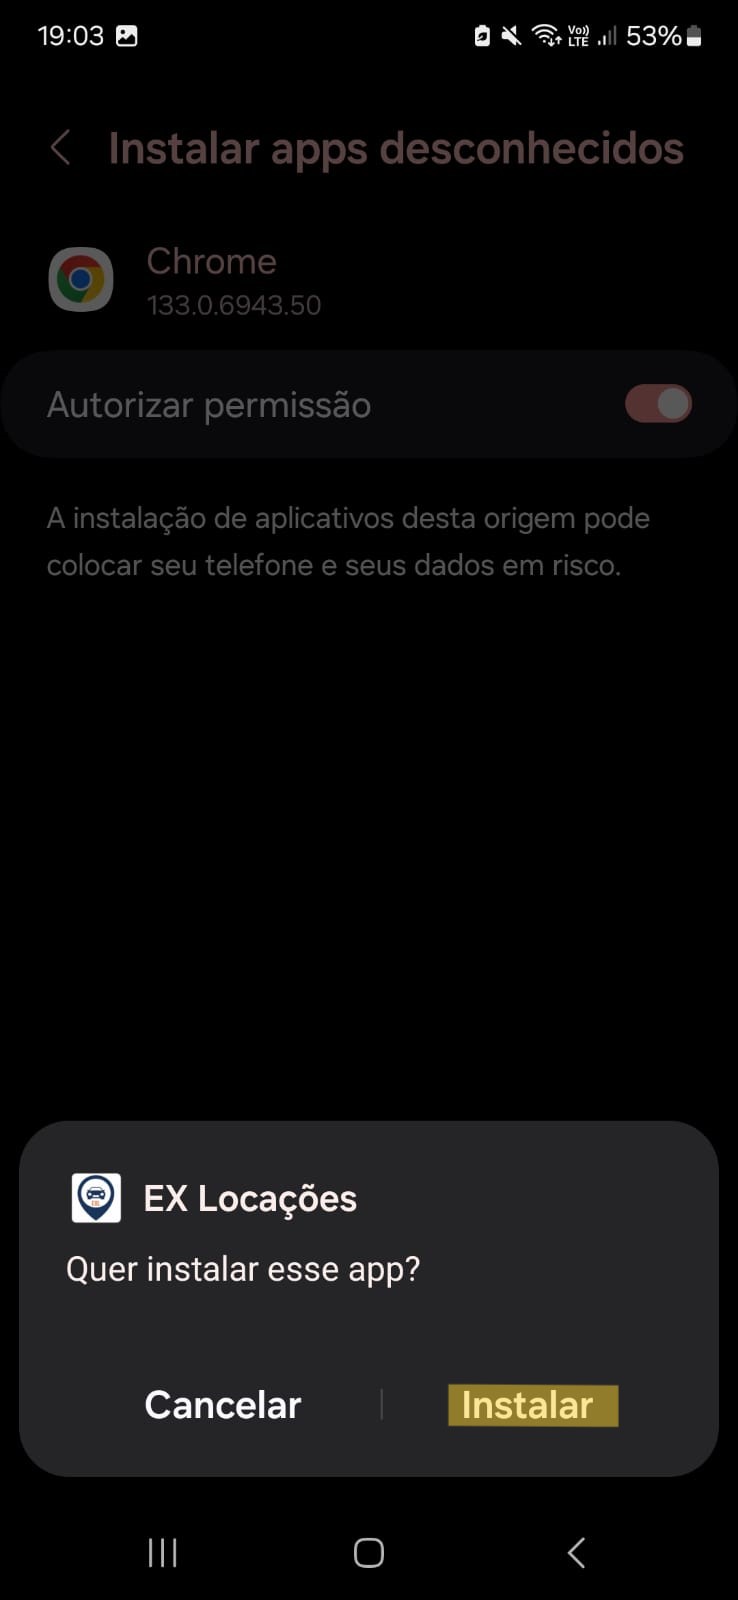 19:03 Vo)) LTE 53%
Instalar apps desconhecidos
Chrome
133.0.6943.50
Autorizar permissão
A instalação de aplicativos desta origem pode
colocar seu telefone e seus dados em risco.
EX Locações
Quer instalar esse app?
Cancelar Instalar